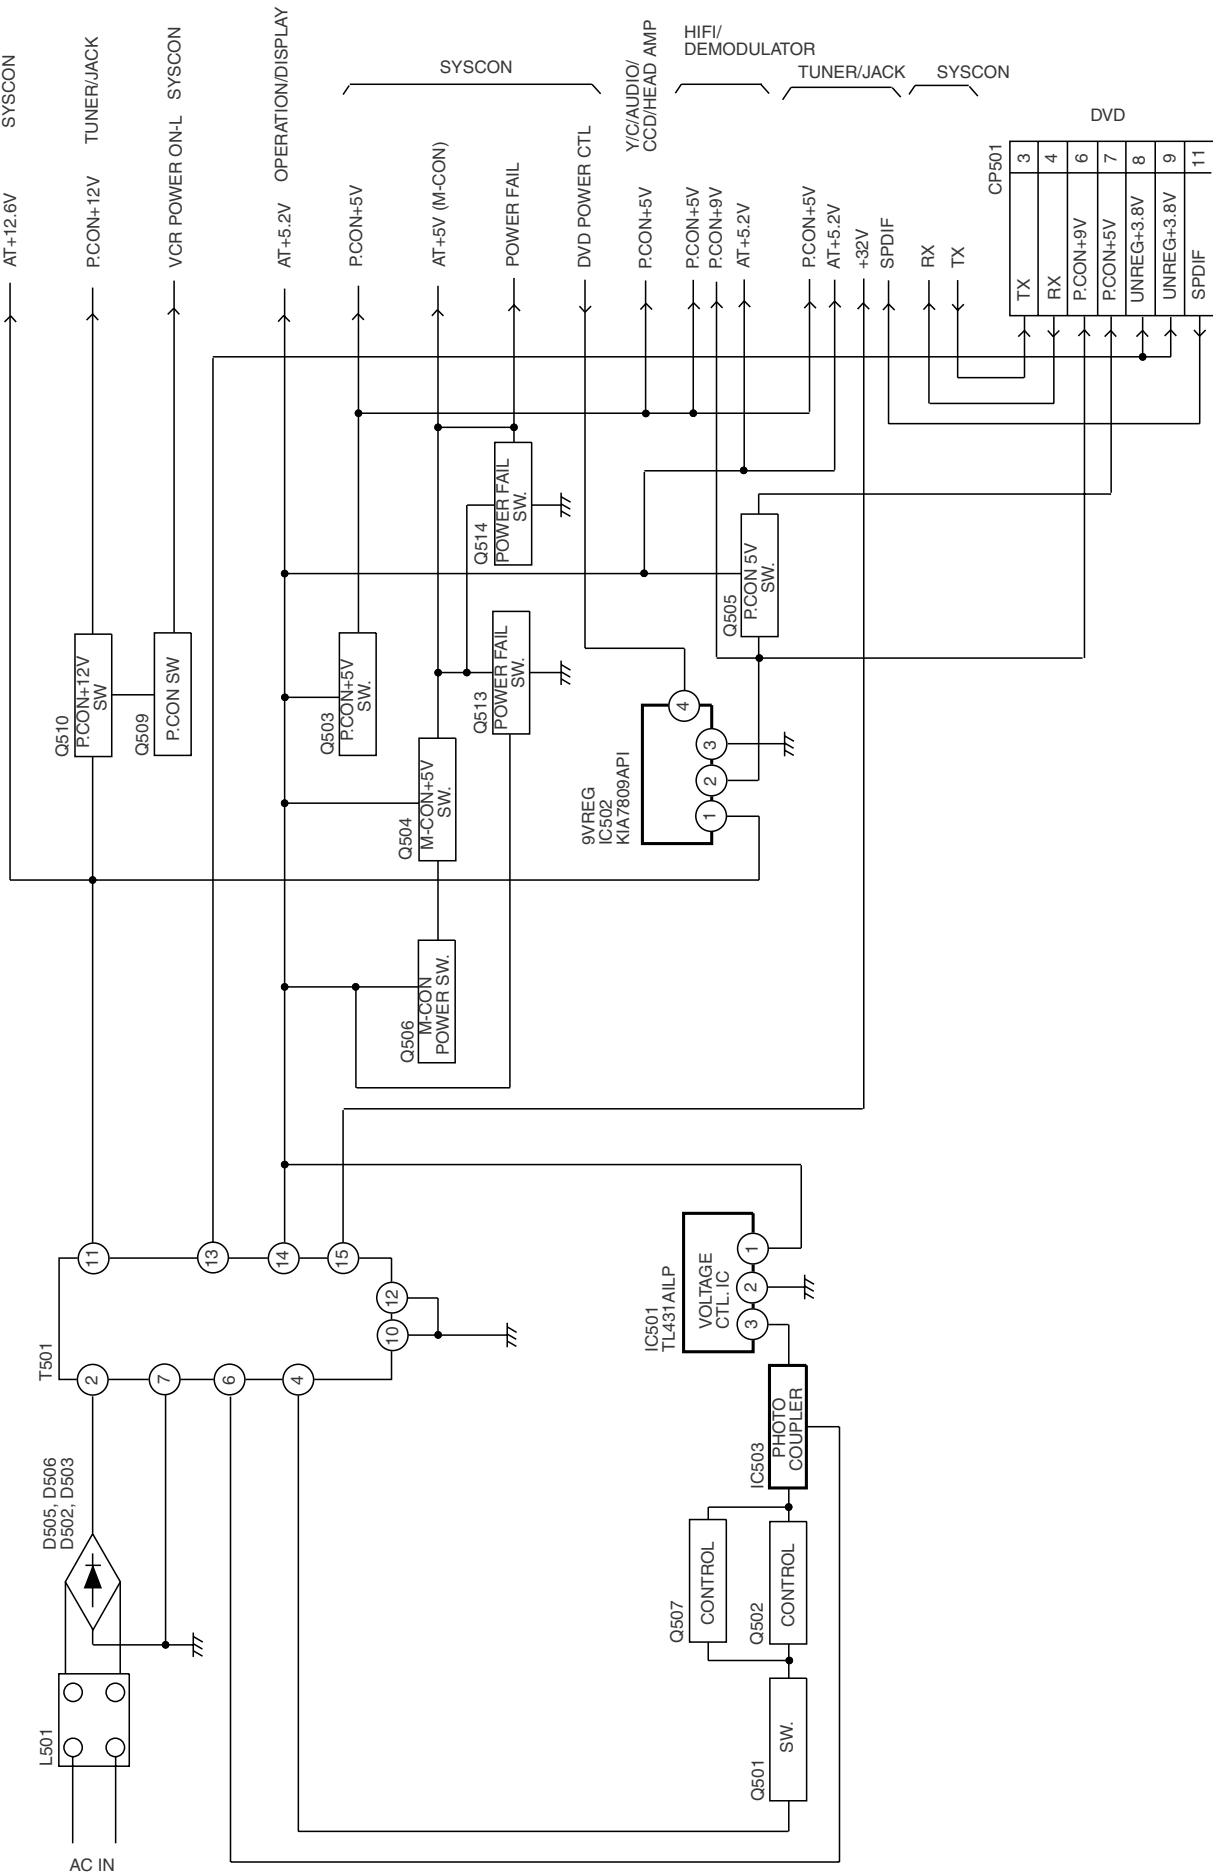 SYSCON
AT+12.6V
TUNER/JACK
P.CON+12V
SYSCON
VCR POWER ON-L
OPERATION/DISPLAY
AT+5.2V
SYSCON
P.CON+5V
AT+5V (M-CON)
POWER FAIL
DVD POWER CTL
Y/C/AUDIO/
CCD/HEAD AMP
P.CON+5V
HIFI/
DEMODULATOR
P.CON+5V
P.CON+9V
AT+5.2V
TUNER/JACK
P.CON+5V
AT+5.2V
+32V
SPDIF
SYSCON
RX
TX
DVD
CP501
3
TX
4
RX
6
P.CON+9V
7
P.CON+5V
8
UNREG+3.8V
9
UNREG+3.8V
11
SPDIF
Q510
P.CON+12V
SW
Q509
P.CON SW
Q503
P.CON+5V
SW.
Q504
M-CON+5V
SW.
Q506
M-CON
POWER SW.
Q514
POWER FAIL
SW.
Q513
POWER FAIL
SW.
Q505
P.CON 5V
SW.
9VREG
IC502
KIA7809API
4
3
2
1
T501
11
13
14
15
12
10
2
7
6
4
IC501
TL431AILP
VOLTAGE
CTL. IC
1
2
3
IC503
PHOTO
COUPLER
Q507
CONTROL
Q502
CONTROL
Q501
SW.
D505, D506
D502, D503
L501
AC IN